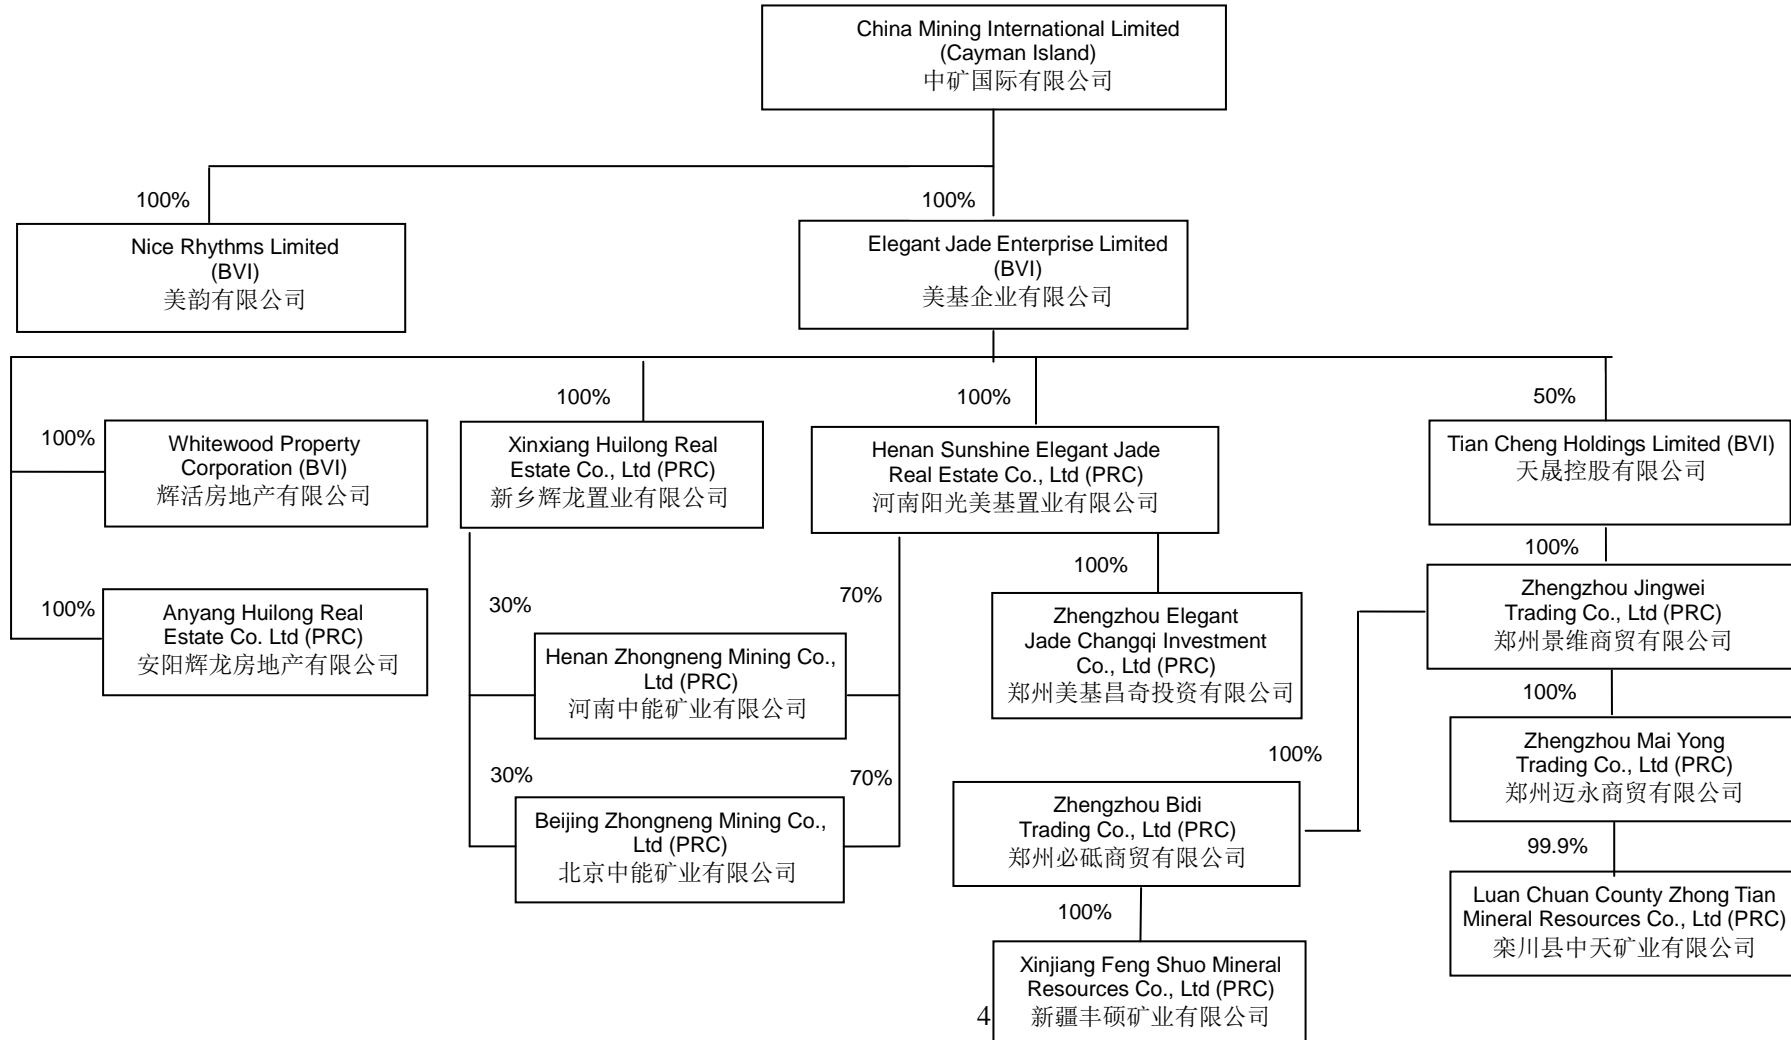 China Mining International Limited
(Cayman Island)
中矿国际有限公司
100%
100%
Nice Rhythms Limited
(BVI)
美韵有限公司
Elegant Jade Enterprise Limited
(BVI)
美基企业有限公司
100%
Whitewood Property
Corporation (BVI)
辉活房地产有限公司
100%
Anyang Huilong Real
Estate Co. Ltd (PRC)
安阳辉龙房地产有限公司
100%
Xinxiang Huilong Real
Estate Co., Ltd (PRC)
新乡辉龙置业有限公司
100%
Henan Sunshine Elegant Jade
Real Estate Co., Ltd (PRC)
河南阳光美基置业有限公司
50%
Tian Cheng Holdings Limited (BVI)
天晟控股有限公司
30%
70%
Henan Zhongneng Mining Co.,
Ltd (PRC)
河南中能矿业有限公司
30%
70%
Beijing Zhongneng Mining Co.,
Ltd (PRC)
北京中能矿业有限公司
100%
Zhengzhou Elegant
Jade Changqi Investment
Co., Ltd (PRC)
郑州美基昌奇投资有限公司
100%
Zhengzhou Jingwei
Trading Co., Ltd (PRC)
郑州景维商贸有限公司
100%
Zhengzhou Bidi
Trading Co., Ltd (PRC)
郑州必砥商贸有限公司
100%
Xinjiang Feng Shuo Mineral
Resources Co., Ltd (PRC)
新疆丰硕矿业有限公司
100%
Zhengzhou Mai Yong
Trading Co., Ltd (PRC)
郑州迈永商贸有限公司
99.9%
Luan Chuan County Zhong Tian
Mineral Resources Co., Ltd (PRC)
栾川县中天矿业有限公司
4